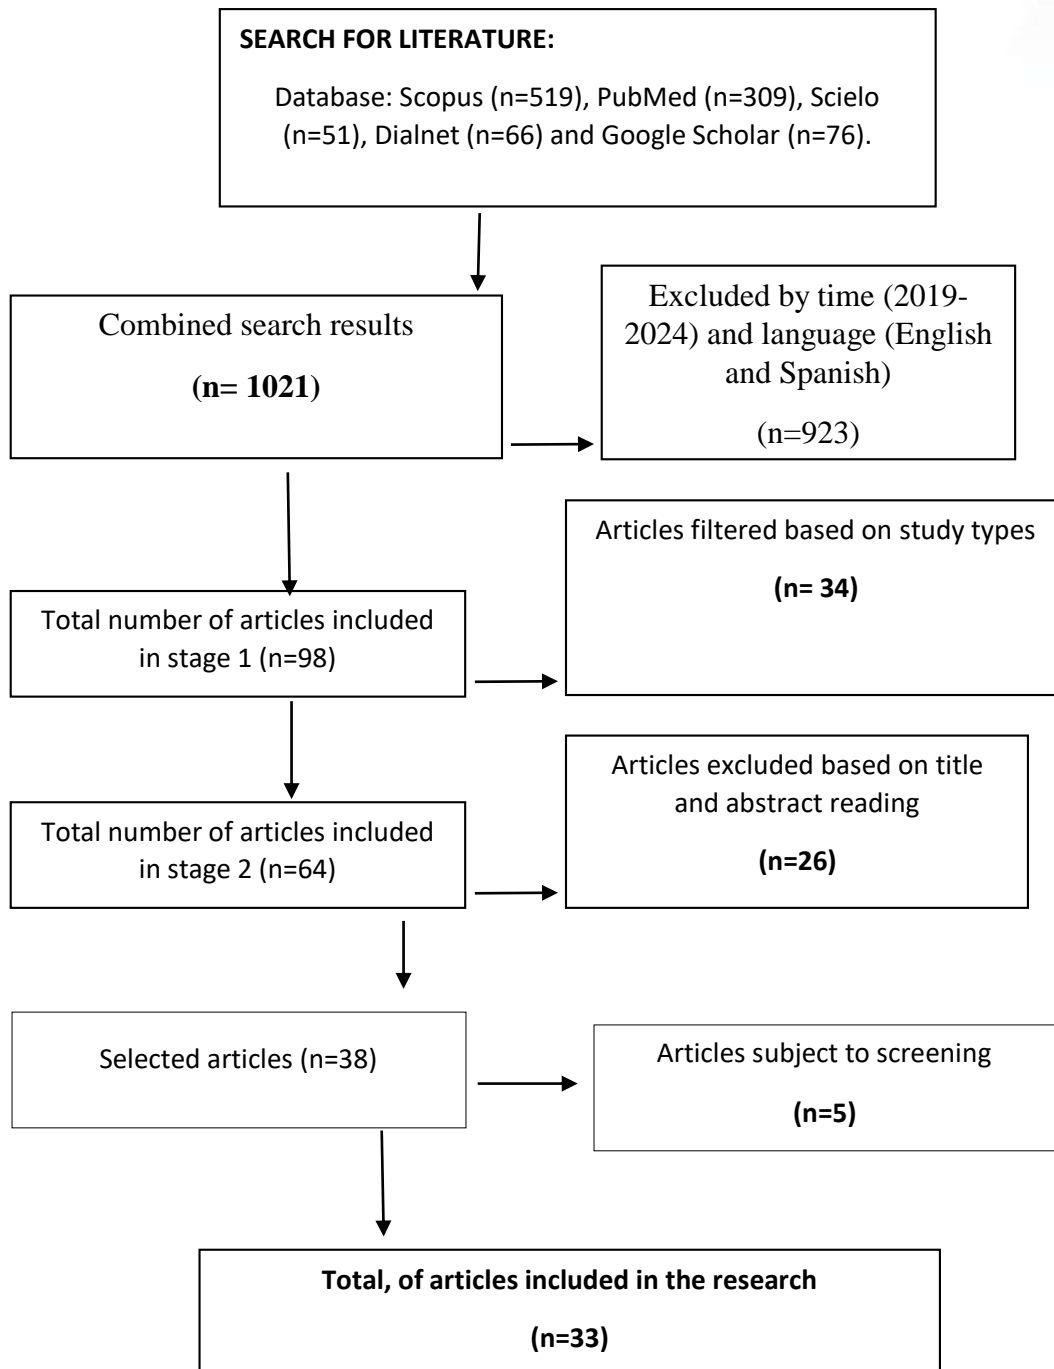 SEARCH FOR LITERATURE:
Database: Scopus (n=519), PubMed (n=309), Scielo
(n=51), Dialnet (n=66) and Google Scholar (n=76).
Combined search results
(n= 1021)
Excluded by time (2019-
2024) and language (English
and Spanish)
(n=923)
Articles filtered based on study types
(n= 34)
Total number of articles included
in stage 1 (n=98)
Articles excluded based on title
and abstract reading
(n=26)
Total number of articles included
in stage 2 (n=64)
Selected articles (n=38)
Articles subject to screening
(n=5)
Total, of articles included in the research
(n=33)